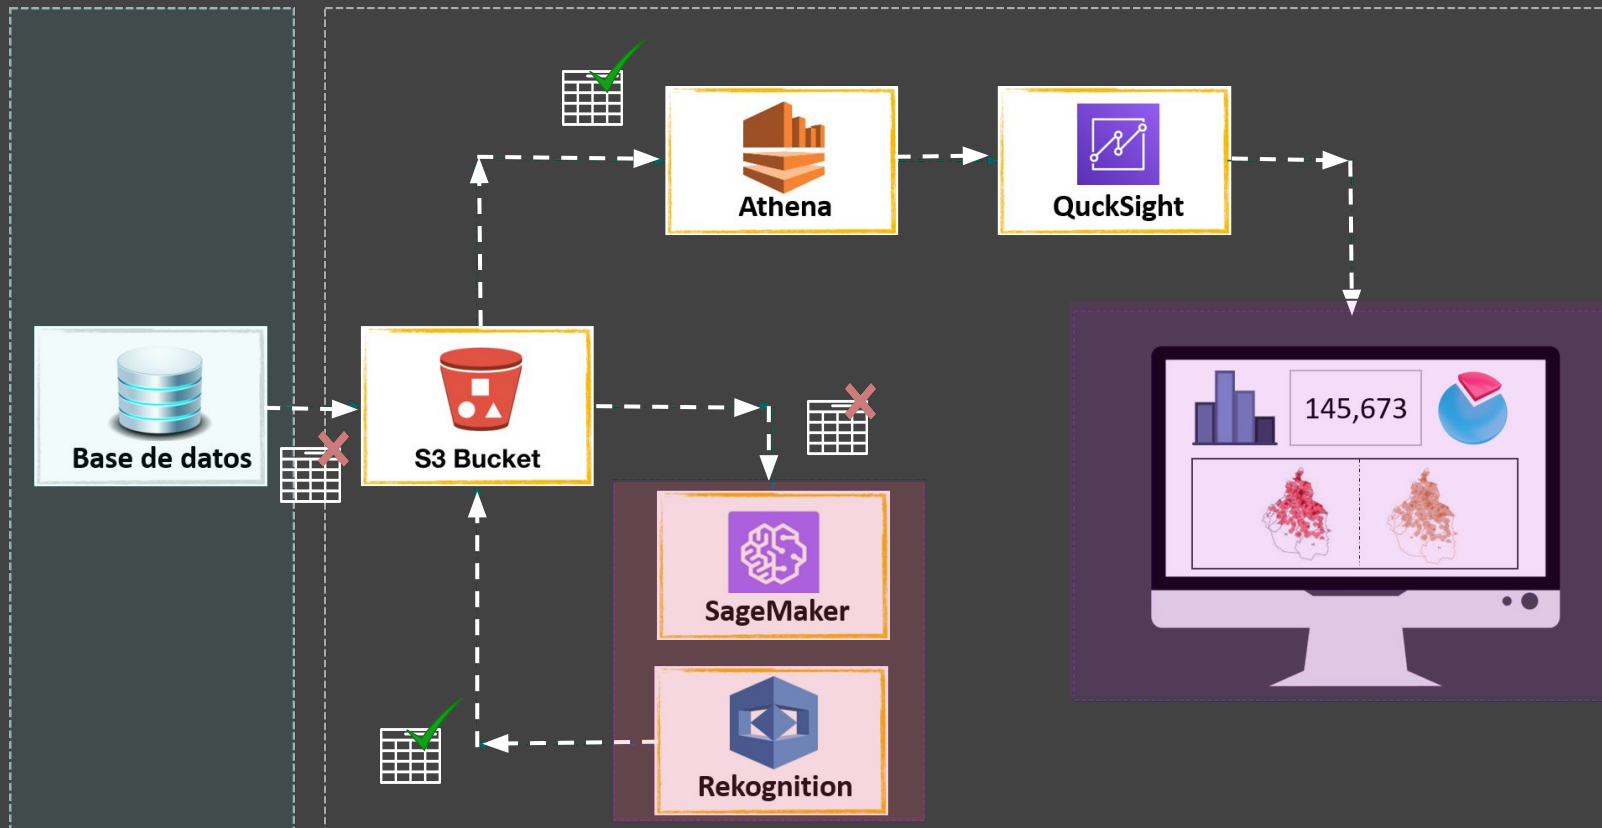 Athena
QuckSight
Base de datos
S3 Bucket
145,673
SageMaker
Rekognition